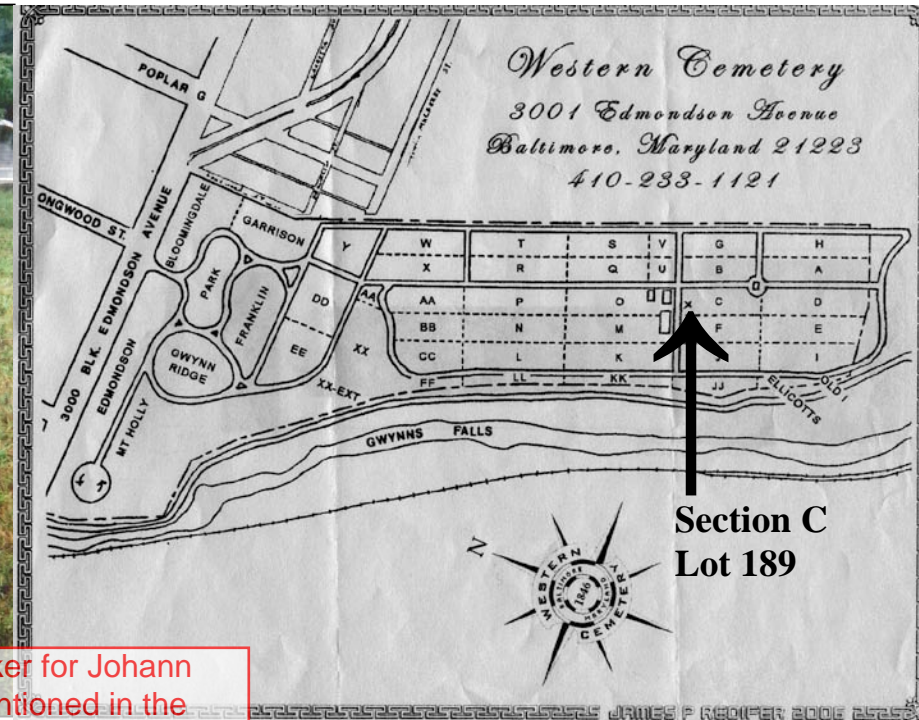 Western Cemetery
3001 Edmondson Avenue
Baltimore, Maryland 21223
410-233-1121
POPLAR G
ONGWOOD ST.
3000 BLK. EDMONDSON AVENUE
BLOOMINGDALE
GARRISON
PARK
FRANKLIN
GWYNN
RIDGE
EDMONDSON
MT HOLLY
Y
DD
EE
AA
XX
XX-EXT
W T S V G H
X R Q U B A
AA P O x C D
BB N M F E
CC L K I
FF LL KK JJ
ELLICOTTS
OLD
GWYNNS FALLS
Section C
Lot 189
N
WESTERN
CEMETERY
BALTIMORE
MARYLAND
1846
ker for Johann
ntioned in the
JAMES P REDIFER 2006